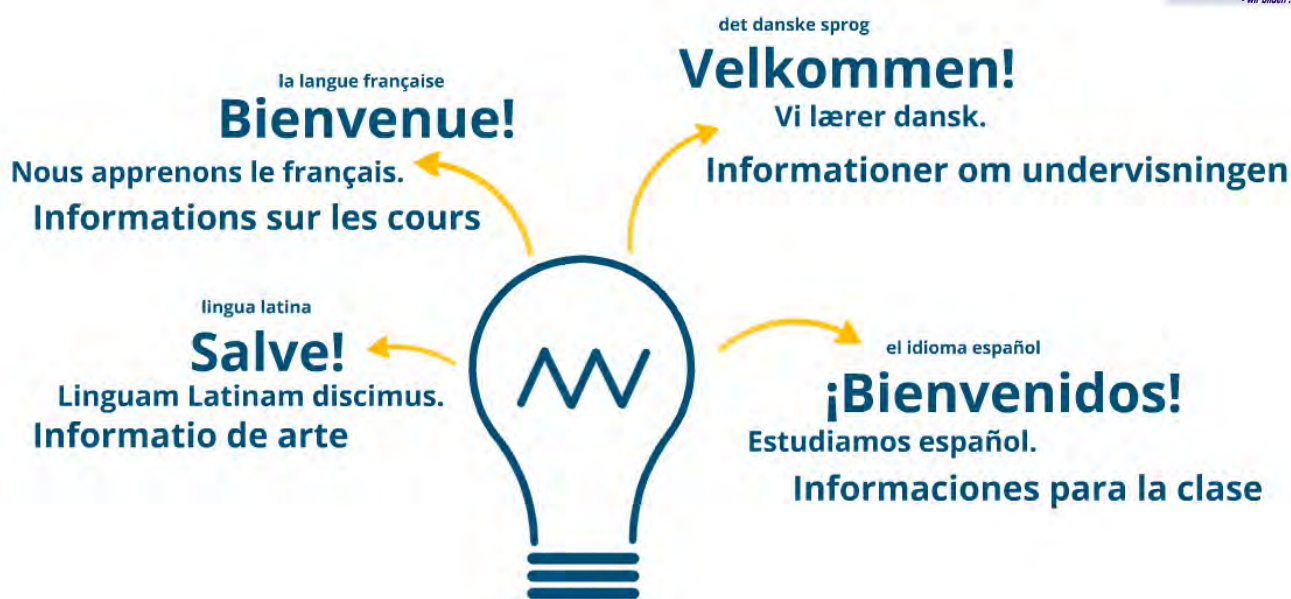 - wir bilden
la langue française
Bienvenue!
Nous apprenons le français.
Informations sur les cours
det danske sprog
Velkommen!
Vi lærer dansk.
Informationer om undervisningen
lingua latina
Salve!
Linguam Latinam discimus.
Informatio de arte
el idioma español
¡Bienvenidos!
Estudiamos español.
Informaciones para la clase